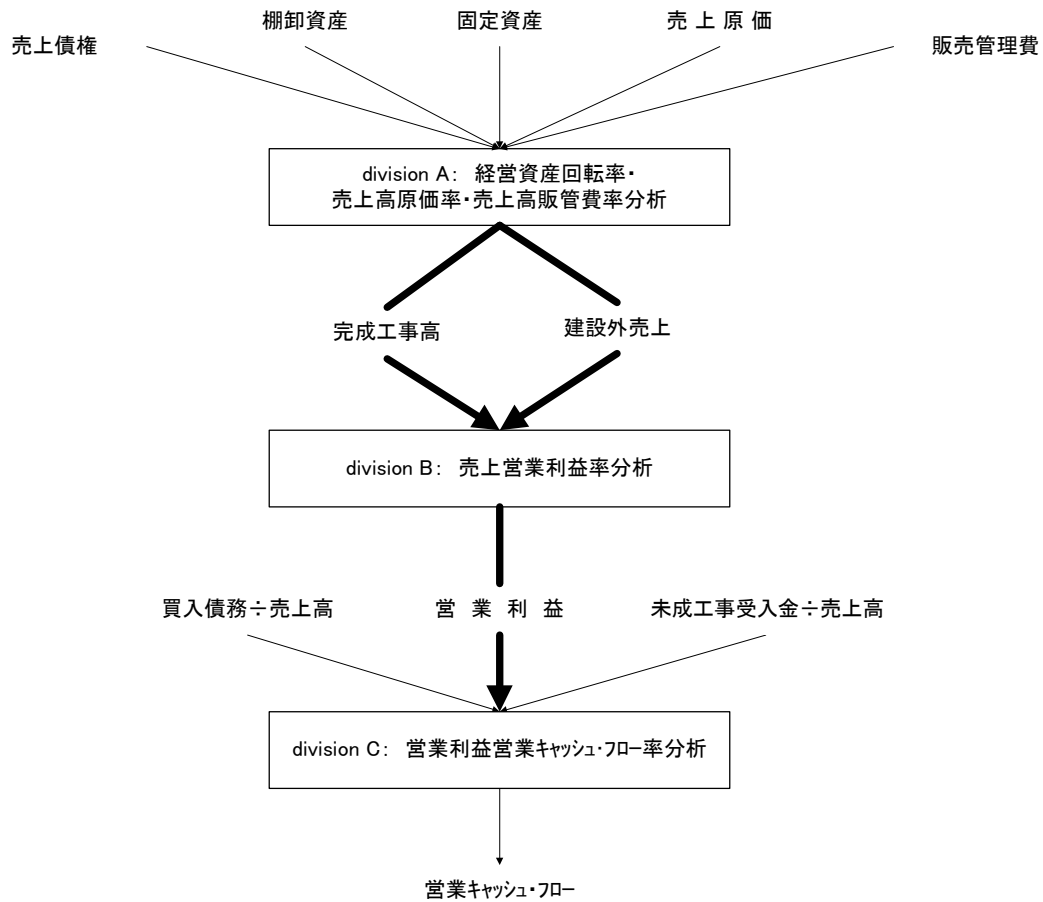 売上債権
棚卸資産
固定資産
売 上 原 価
販売管理費
division A: 経営資産回転率・
売上高原価率・売上高販管費率分析
完成工事高
建設外売上
division B: 売上営業利益率分析
買入債務÷売上高
営 業 利 益
未成工事受入金÷売上高
division C: 営業利益営業ｷｬｯｼｭ・ﾌﾛｰ率分析
営業ｷｬｯｼｭ・ﾌﾛｰ